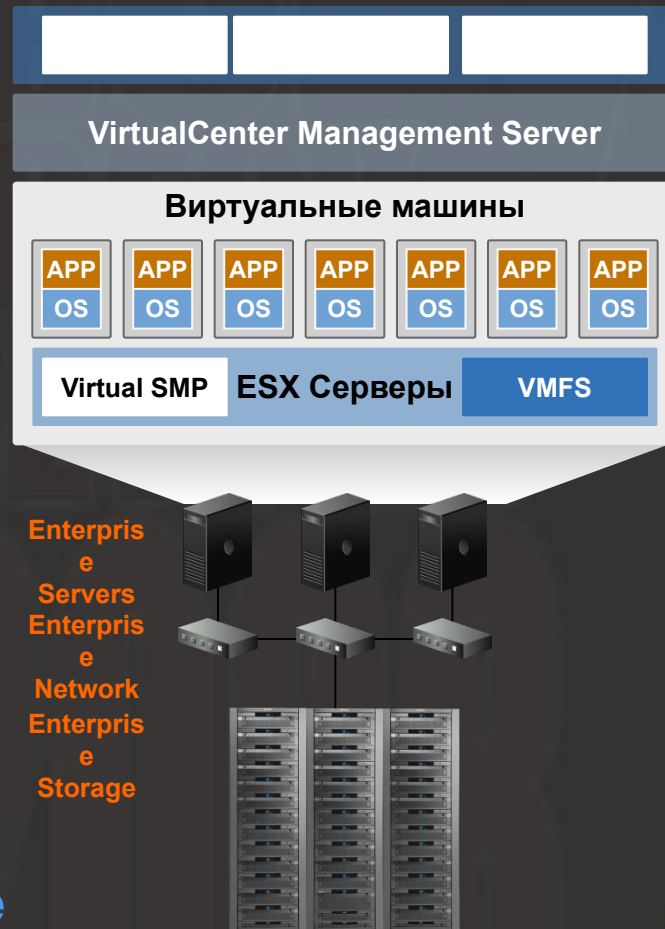 VirtualCenter Management Server
Виртуальные машины
APP APP APP APP APP APP APP
OS OS OS OS OS OS OS
Virtual SMP ESX Серверы VMFS
Enterpris
e
Servers
Enterpris
e
Network
Enterpris
e
Storage
e